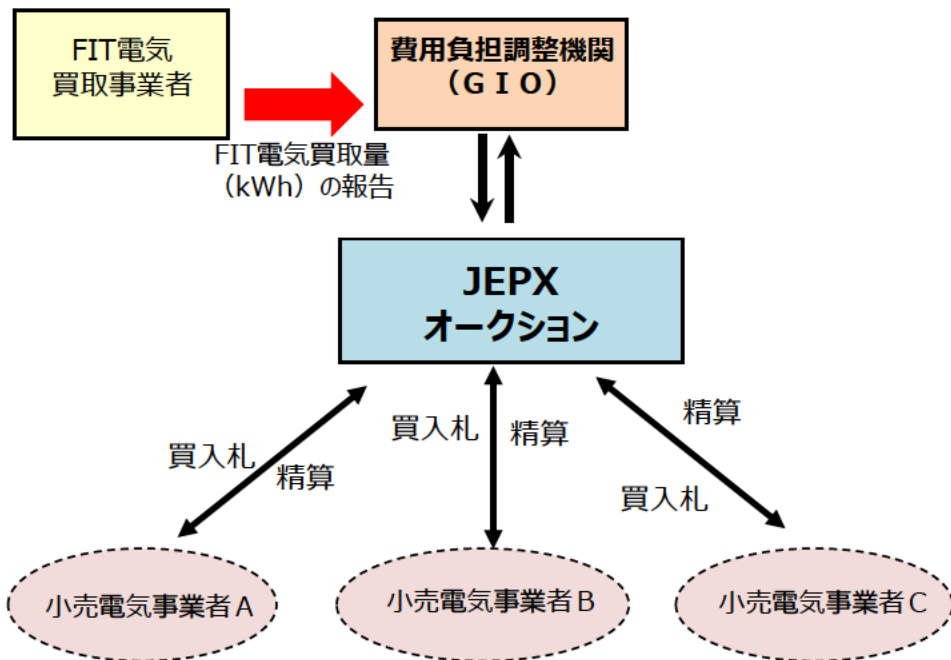 FIT電気
買取事業者
費用負担調整機関
（ＧＩＯ）
FIT電気買取量
（kWh）の報告
JEPX
オークション
買入札
精算
買入札
精算
精算
買入札
小売電気事業者Ａ
小売電気事業者Ｂ
小売電気事業者Ｃ